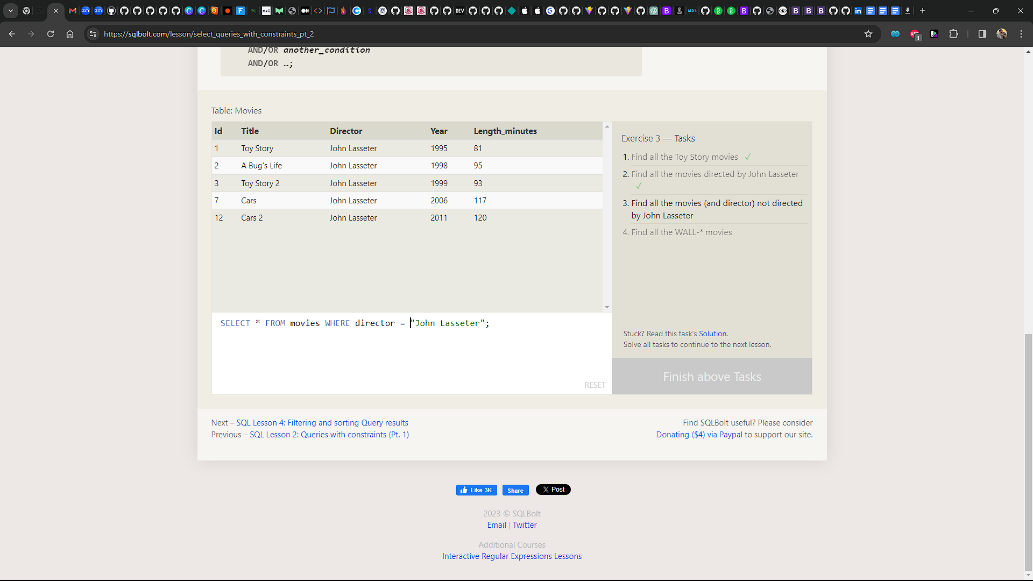 https://sqlbolt.com/lesson/select_queries_with_constraints_pt_2
AND/OR another_condition
AND/OR …;
Table: Movies
Id Title Director Year Length_minutes
1 Toy Story John Lasseter 1995 81
2 A Bug's Life John Lasseter 1998 95
3 Toy Story 2 John Lasseter 1999 93
7 Cars John Lasseter 2006 117
12 Cars 2 John Lasseter 2011 120
SELECT * FROM movies WHERE director = "John Lasseter";
RESET
Exercise 3 — Tasks
1. Find all the Toy Story movies ✓
2. Find all the movies directed by John Lasseter
✓
3. Find all the movies (and director) not directed
by John Lasseter
4. Find all the WALL-* movies
Stuck? Read this task's Solution.
Solve all tasks to continue to the next lesson.
Finish above Tasks
Next – SQL Lesson 4: Filtering and sorting Query results
Previous – SQL Lesson 2: Queries with constraints (Pt. 1)
Find SQLBolt useful? Please consider
Donating ($4) via Paypal to support our site.
Like 3K
Share
X Post
2023 © SQLBolt
Email | Twitter
Additional Courses
Interactive Regular Expressions Lessons